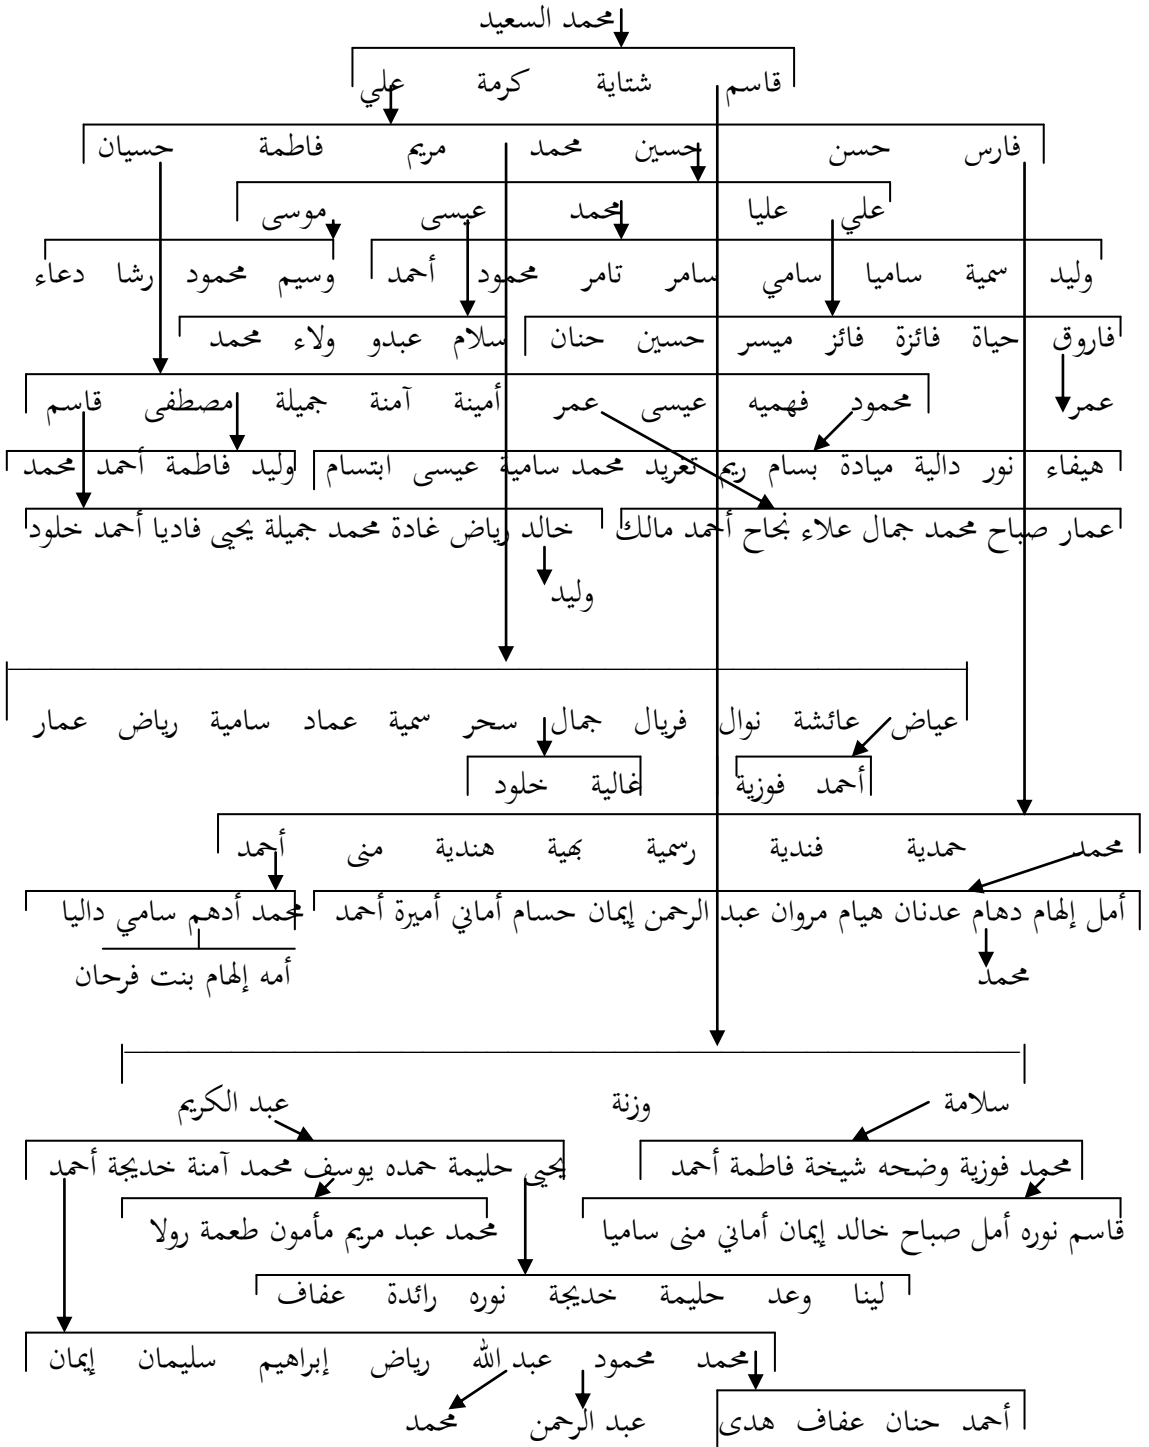 محمد السعيد
قاسم شتاية كرمة علي
فارس حسن حسين محمد مريم فاطمة حسيان
علي عليا محمد عيسى موسى
وليد سمية ساميا سامي سامر تامر محمود أحمد وسيم محمود رشا دعاء
فاروق حياة فائزة فائز ميسر حسين حنان سلام عبدو ولاء محمد
عمر محمود فهميه عيسى عمر أمينة آمنة جميلة مصطفى قاسم
هيفاء نور دالية ميادة بسام ريم تغريد محمد سامية عيسى ابتسام وليد فاطمة أحمد محمد
عمار صباح محمد جمال علاء نجاح أحمد مالك خالد رياض غادة محمد جميلة يحيى فاديا أحمد خلود
وليد
عياض عائشة نوال فريال جمال سحر سمية عماد سامية رياض عمار
أحمد فوزية غالية خلود
محمد حمدية فندية رسمية بهية هندية منى أحمد
أمل إلهام دهام عدنان هيام مروان عبد الرحمن إيمان حسام أماني أميرة أحمد محمد أدهم سامي داليا
محمد أمه إلهام بنت فرحان
سلامة وزنة عبد الكريم
محمد فوزية وضحه شيخة فاطمة أحمد يحيى حليمة حمده يوسف محمد آمنة خديجة أحمد
قاسم نوره أمل صباح خالد إيمان أماني منى ساميا محمد عبد مريم مأمون طعمة رولا
لينا وعد حليمة خديجة نوره رائدة عفاف
محمد محمود عبد الله رياض إبراهيم سليمان إيمان
أحمد حنان عفاف هدى عبد الرحمن محمد